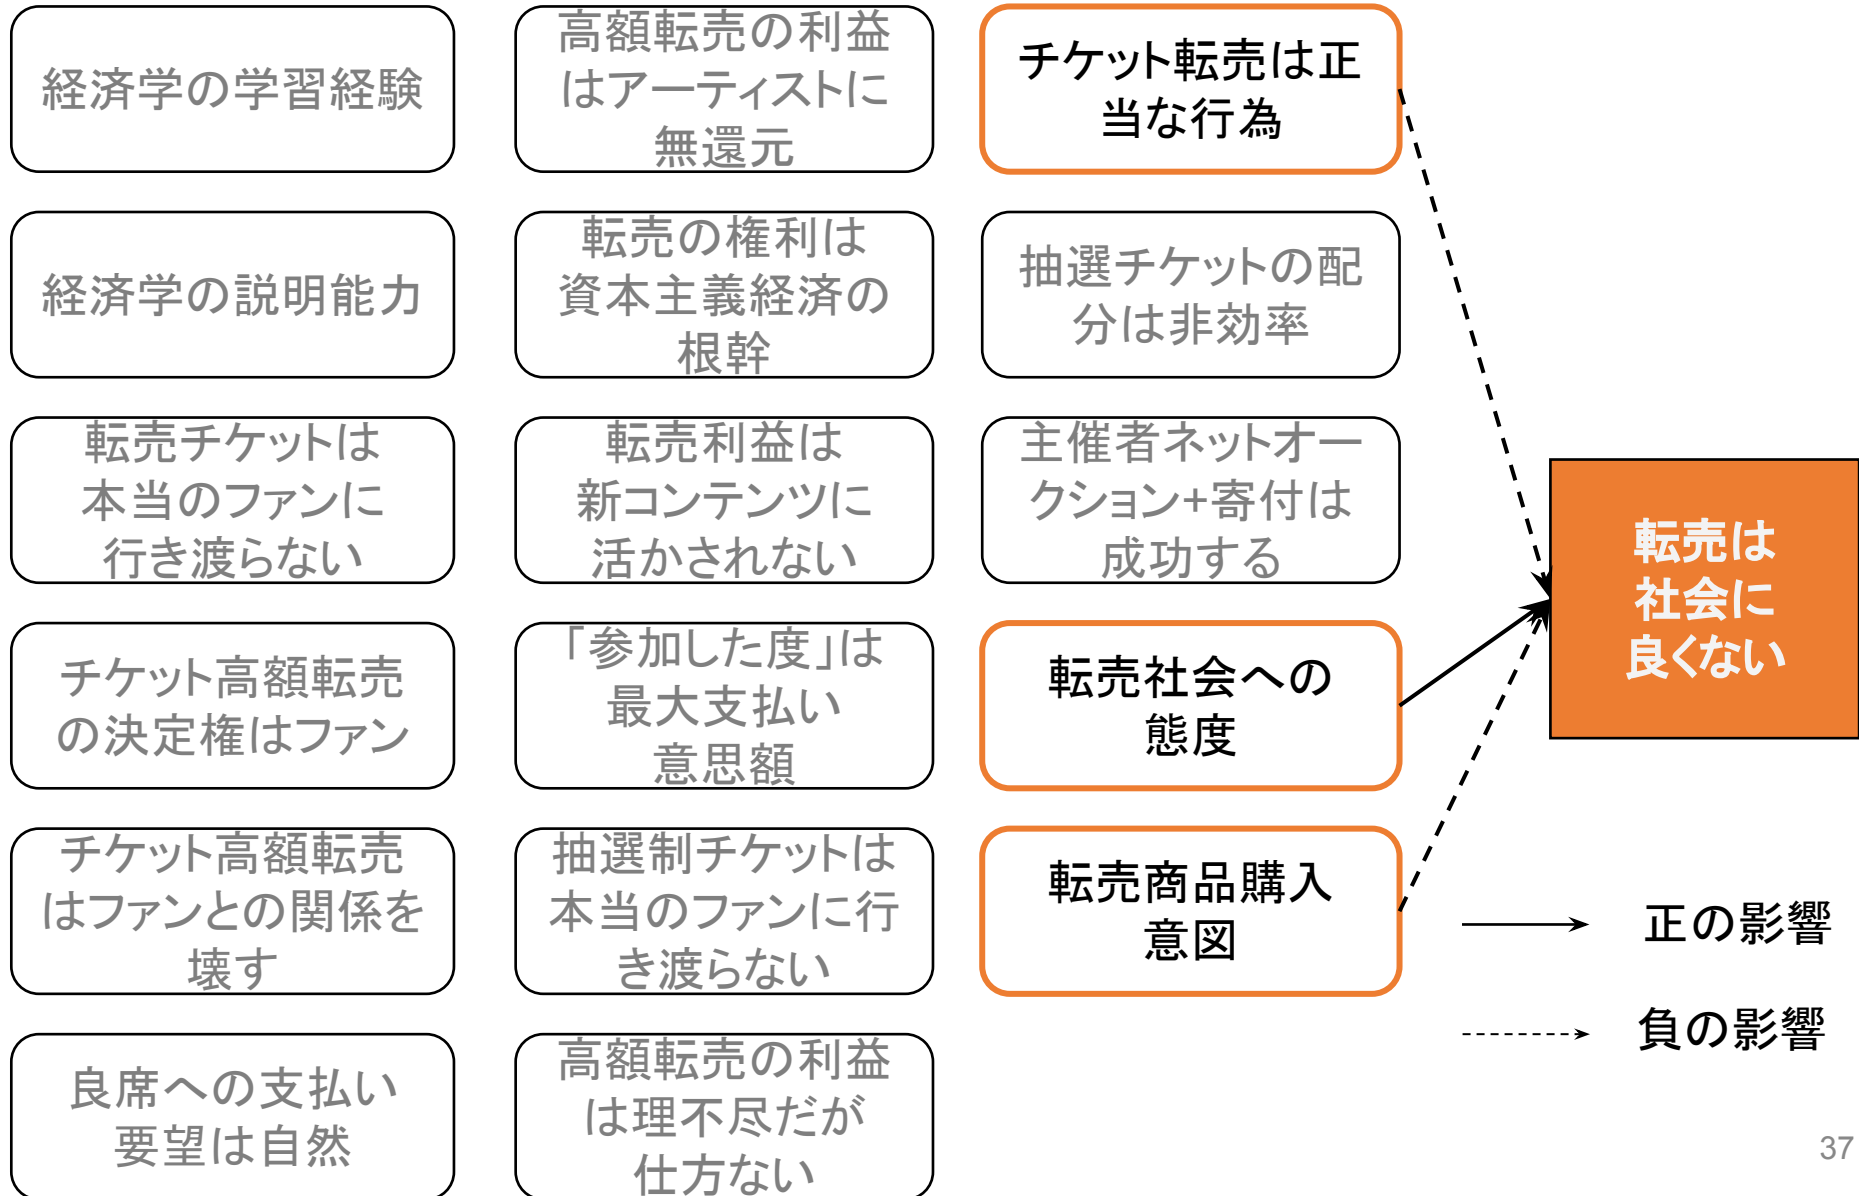 経済学の学習経験
高額転売の利益
はアーティストに
無還元
チケット転売は正
当な行為
経済学の説明能力
転売の権利は
資本主義経済の
根幹
抽選チケットの配
分は非効率
転売チケットは
本当のファンに
行き渡らない
転売利益は
新コンテンツに
活かされない
主催者ネットオー
クション+寄付は
成功する
転売は
社会に
良くない
チケット高額転売
の決定権はファン
「参加した度」は
最大支払い
意思額
転売社会への
態度
チケット高額転売
はファンとの関係を
壊す
抽選制チケットは
本当のファンに行
き渡らない
転売商品購入
意図
正の影響
負の影響
良席への支払い
要望は自然
高額転売の利益
は理不尽だが
仕方ない
37